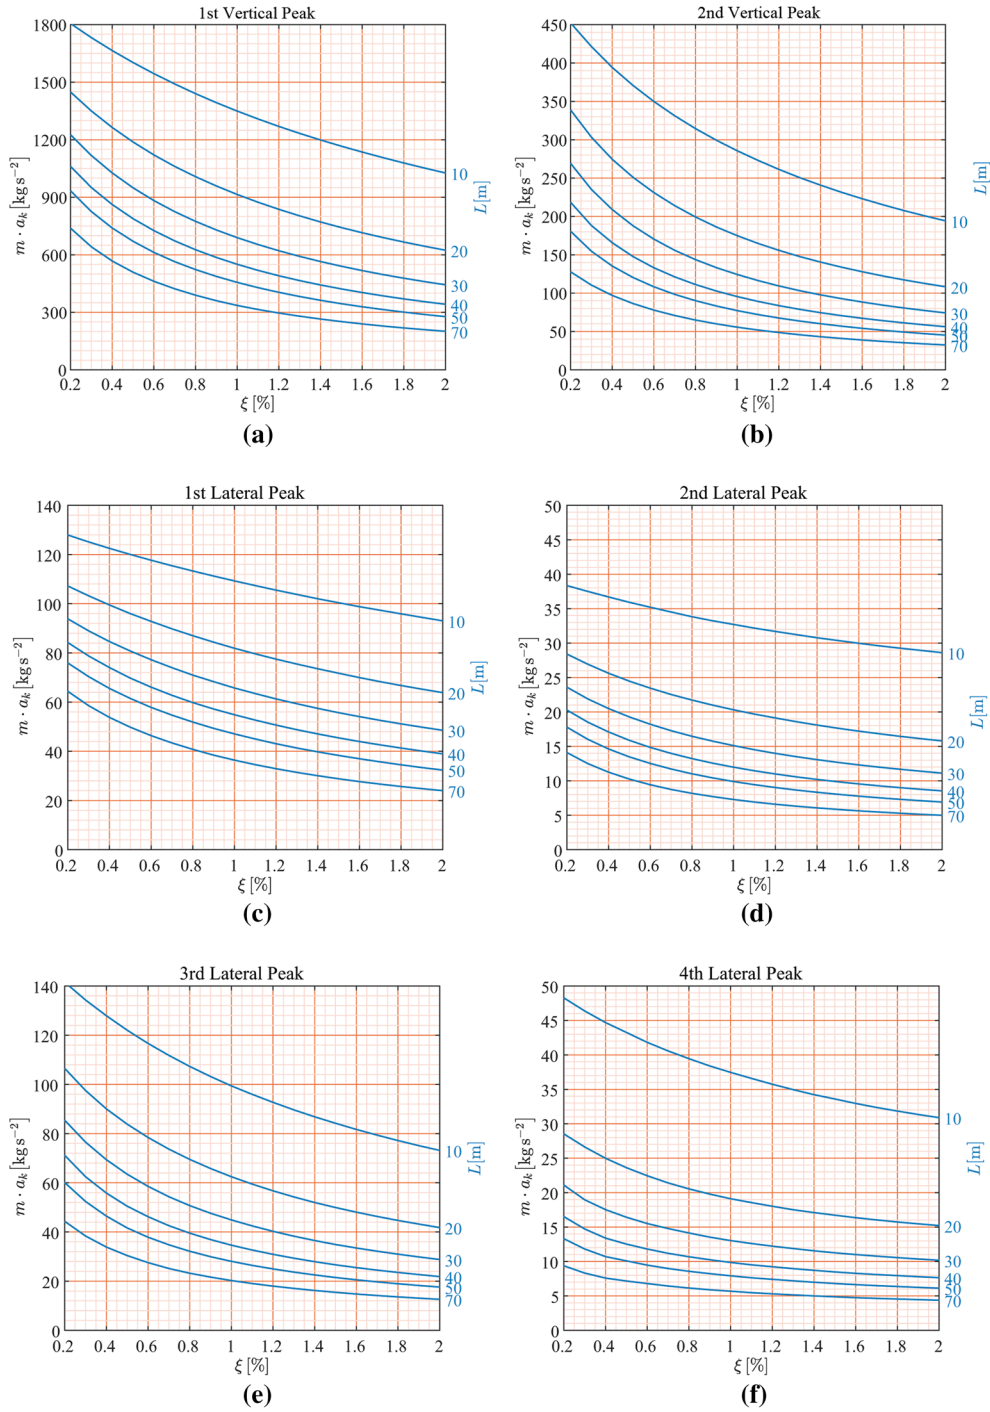 1st Vertical Peak
1800
1500
1200
900
600
300
0
m · a_k [kg s⁻²]
0.2 0.4 0.6 0.8 1 1.2 1.4 1.6 1.8 2
ξ [%]
10
20
30
40
50
70
L[m]
(a)
2nd Vertical Peak
450
400
350
300
250
200
150
100
50
0
m · a_k [kg s⁻²]
0.2 0.4 0.6 0.8 1 1.2 1.4 1.6 1.8 2
ξ [%]
10
20
30
40
50
70
L[m]
(b)
1st Lateral Peak
140
120
100
80
60
40
20
0
m · a_k [kg s⁻²]
0.2 0.4 0.6 0.8 1 1.2 1.4 1.6 1.8 2
ξ [%]
10
20
30
40
50
70
L[m]
(c)
2nd Lateral Peak
50
45
40
35
30
25
20
15
10
5
0
m · a_k [kg s⁻²]
0.2 0.4 0.6 0.8 1 1.2 1.4 1.6 1.8 2
ξ [%]
10
20
30
40
50
70
L[m]
(d)
3rd Lateral Peak
140
120
100
80
60
40
20
0
m · a_k [kg s⁻²]
0.2 0.4 0.6 0.8 1 1.2 1.4 1.6 1.8 2
ξ [%]
10
20
30
40
50
70
L[m]
(e)
4th Lateral Peak
50
45
40
35
30
25
20
15
10
5
0
m · a_k [kg s⁻²]
0.2 0.4 0.6 0.8 1 1.2 1.4 1.6 1.8 2
ξ [%]
10
20
30
40
50
70
L[m]
(f)